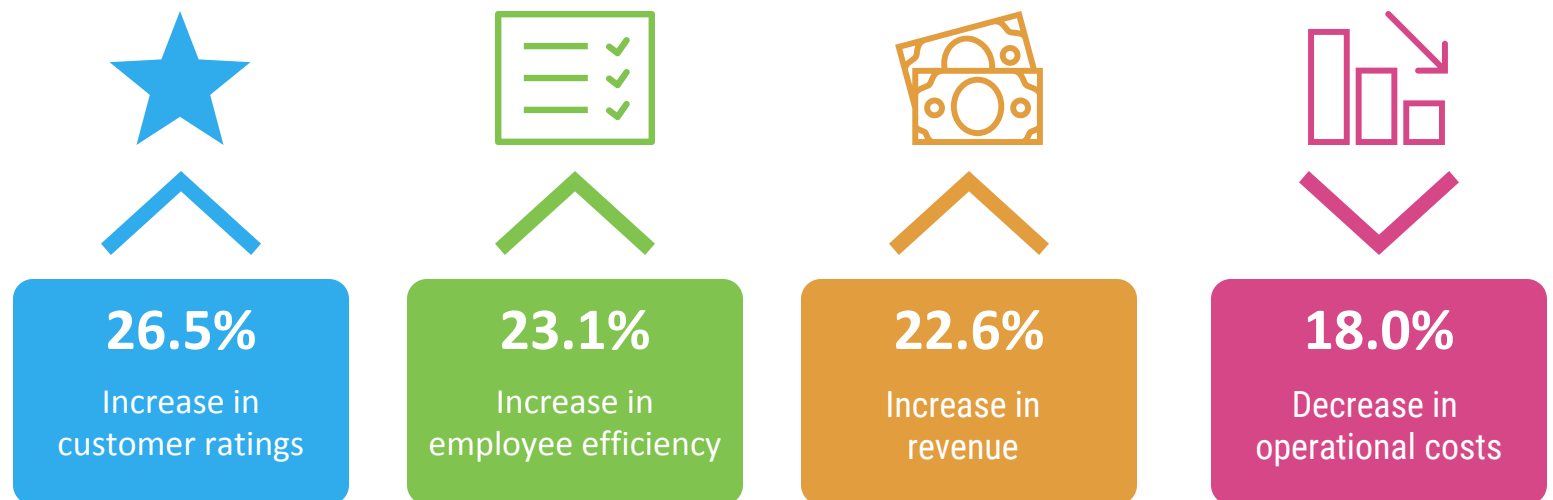 26.5%
Increase in
customer ratings
23.1%
Increase in
employee efficiency
22.6%
Increase in
revenue
18.0%
Decrease in
operational costs